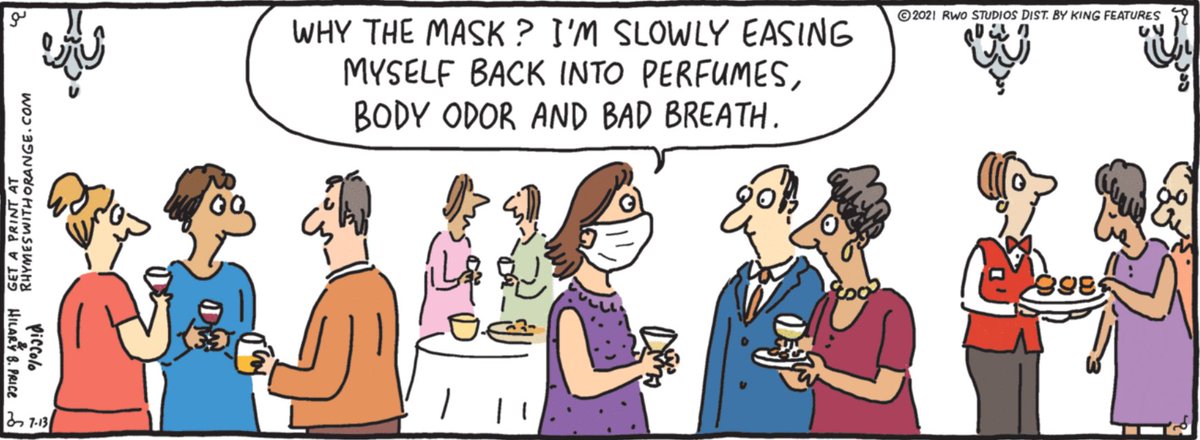 WHY THE MASK? I'M SLOWLY EASING
MYSELF BACK INTO PERFUMES,
BODY ODOR AND BAD BREATH.
©2021 RWO STUDIOS DIST. BY KING FEATURES
GET A PRINT AT
RHYMESWITHORANGE.COM
HILARY B. PRICE
&
Piccolo
7-13